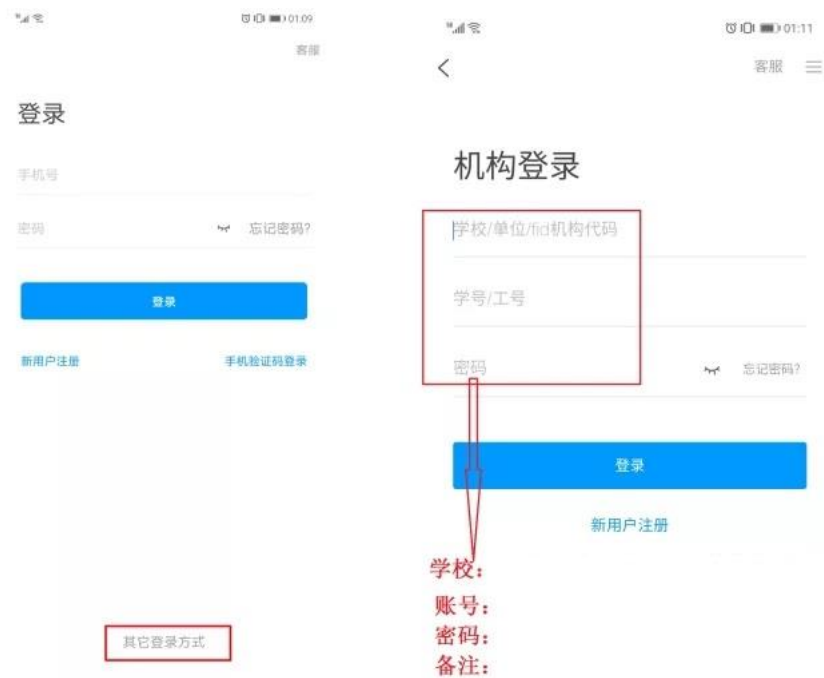 01:09
客服
登录
手机号
密码 忘记密码?
登录
新用户注册 手机验证码登录
其它登录方式
01:11
客服
机构登录
学校/单位/fid机构代码
学号/工号
密码 忘记密码?
登录
新用户注册
学校：
账号：
密码：
备注：